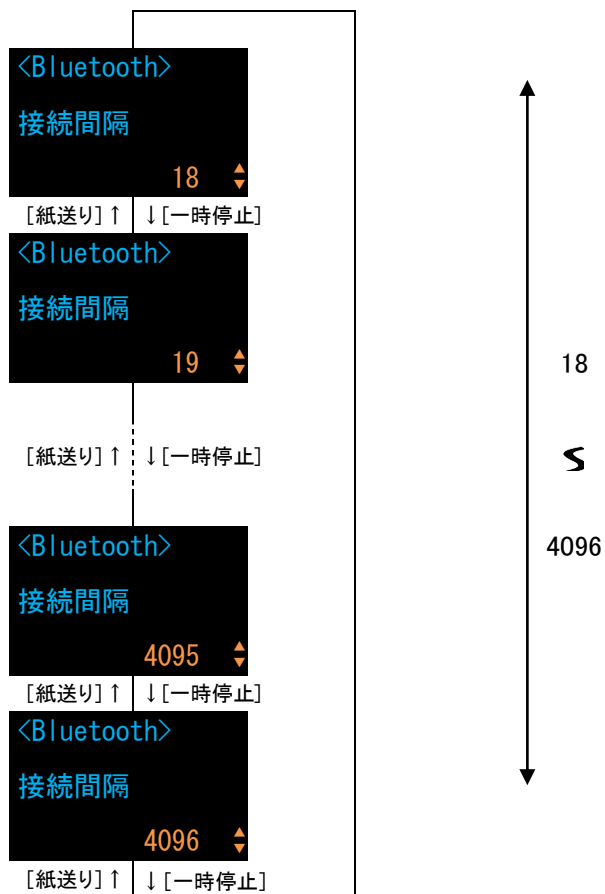 <Bluetooth>
接続間隔
18
[紙送り]↑ ↓[一時停止]
<Bluetooth>
接続間隔
19
[紙送り]↑ ↓[一時停止]
<Bluetooth>
接続間隔
4095
[紙送り]↑ ↓[一時停止]
<Bluetooth>
接続間隔
4096
[紙送り]↑ ↓[一時停止]
18
~
4096